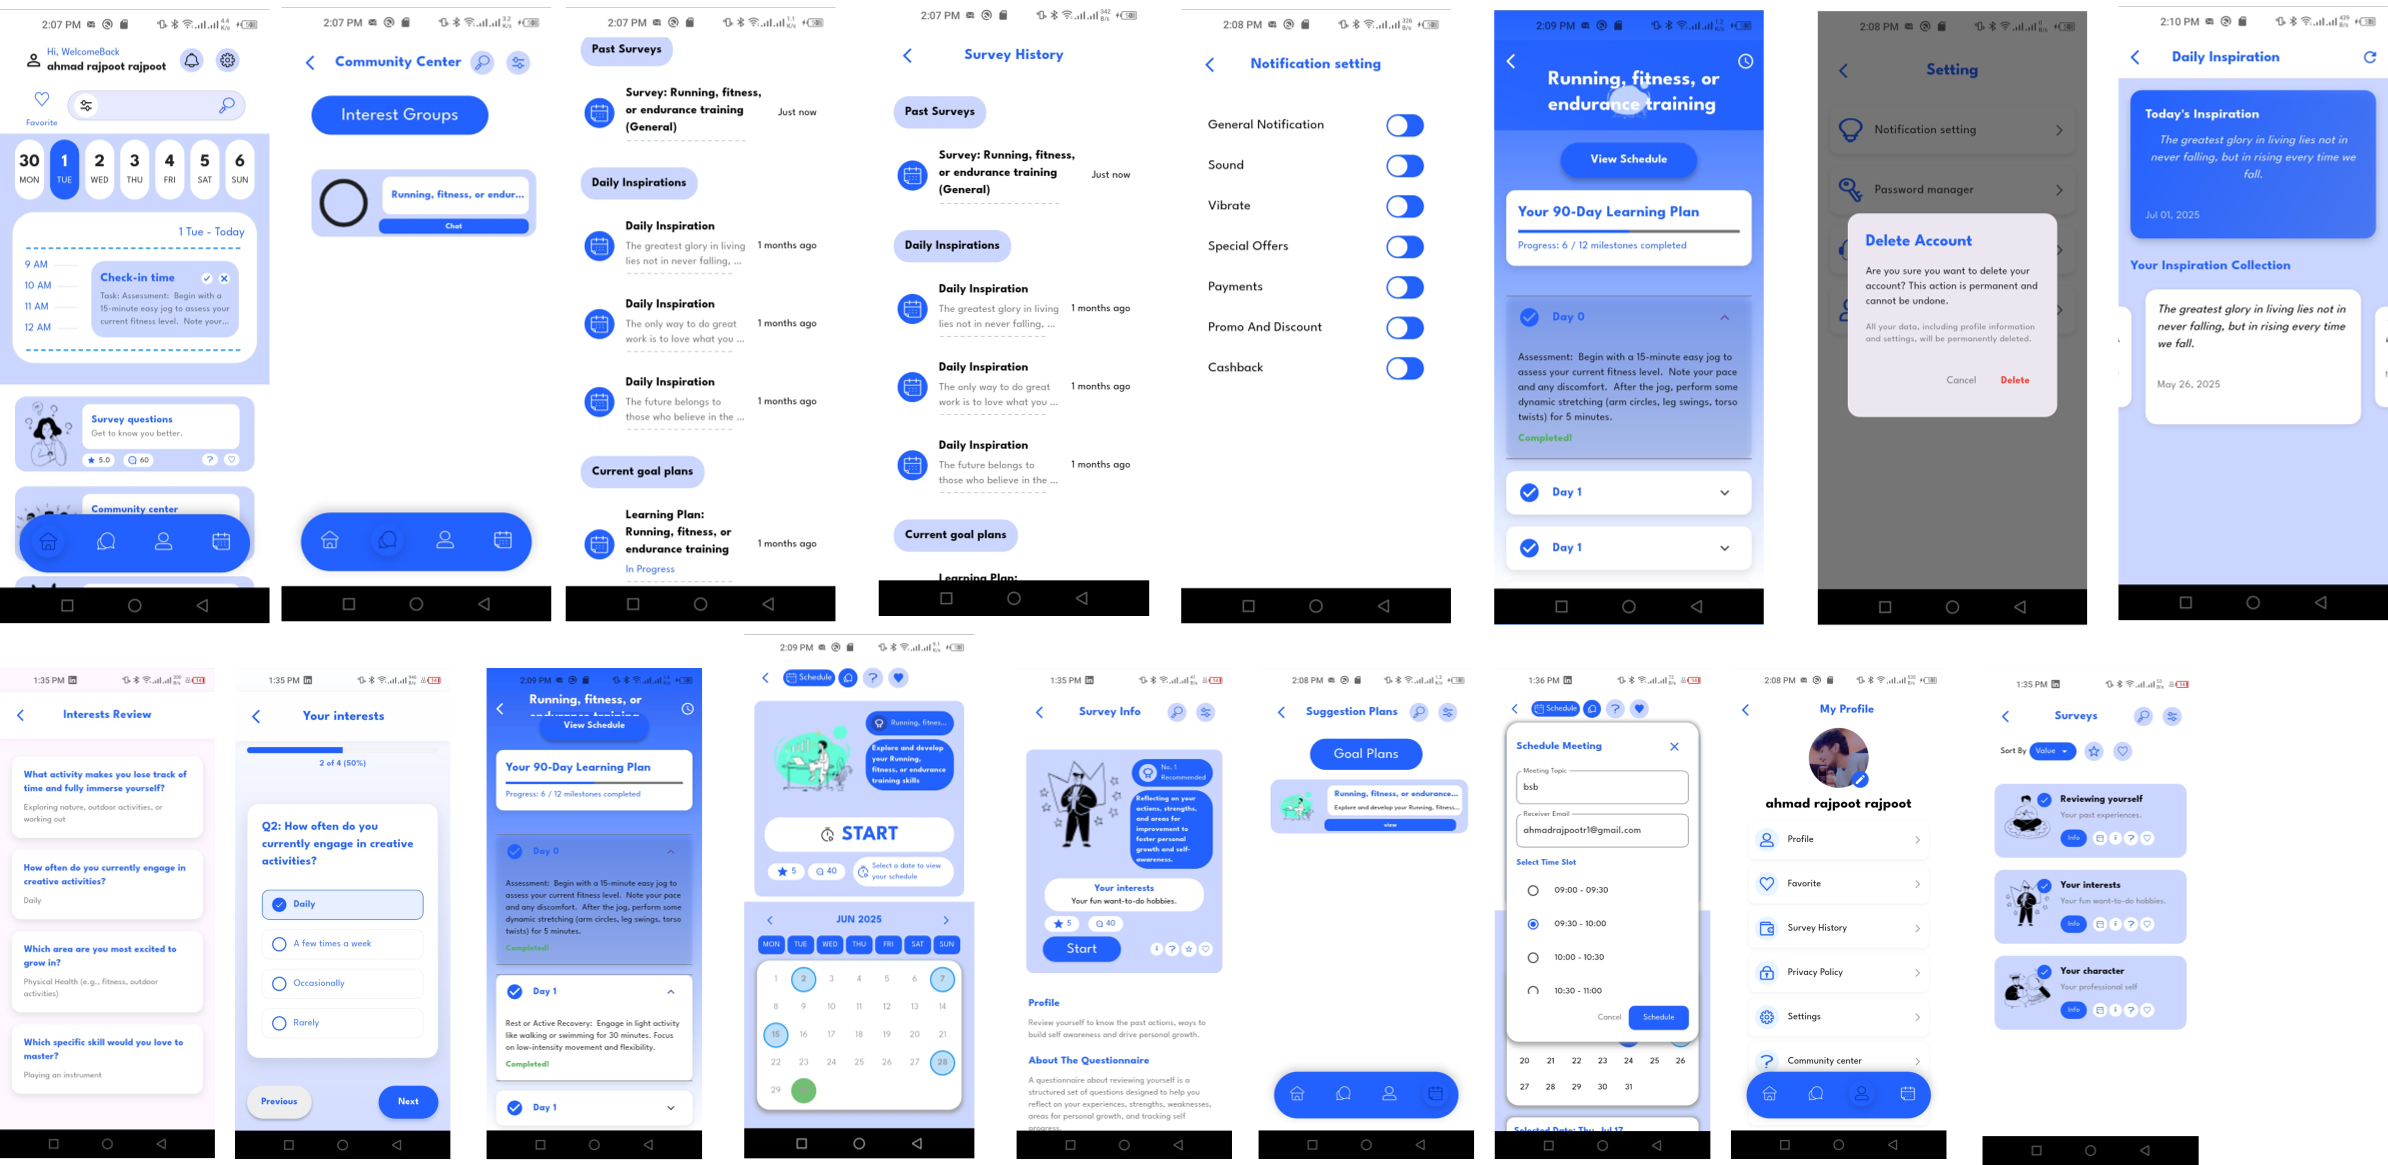 2:07 PM
Hi, WelcomeBack
ahmad rajpoot rajpoot
Favorite
30 1 2 3 4 5 6
MON TUE WED THU FRI SAT SUN
1 Tue - Today
9 AM
10 AM
11 AM
12 AM
Check-in time
Task: Assessment: Begin with a
15-minute easy jog to assess your
current fitness level. Note your...
Survey questions
Get to know you better.
5.0 60
Community center
2:07 PM
Community Center
Interest Groups
Running, fitness, or endur...
Chat
2:07 PM
Past Surveys
Survey: Running, fitness,
or endurance training
(General)
Just now
Daily Inspirations
Daily Inspiration
The greatest glory in living
lies not in never falling, ...
1 months ago
Daily Inspiration
The only way to do great
work is to love what you ...
1 months ago
Daily Inspiration
The future belongs to
those who believe in the ...
1 months ago
Current goal plans
Learning Plan:
Running, fitness, or
endurance training
1 months ago
In Progress
2:07 PM
Survey History
Past Surveys
Survey: Running, fitness,
or endurance training
(General)
Just now
Daily Inspirations
Daily Inspiration
The greatest glory in living
lies not in never falling, ...
1 months ago
Daily Inspiration
The only way to do great
work is to love what you ...
1 months ago
Daily Inspiration
The future belongs to
those who believe in the ...
1 months ago
Current goal plans
Learning Plan:
2:08 PM
Notification setting
General Notification
Sound
Vibrate
Special Offers
Payments
Promo And Discount
Cashback
2:09 PM
Running, fitness, or
endurance training
View Schedule
Your 90-Day Learning Plan
Progress: 6 / 12 milestones completed
Day 0
Assessment: Begin with a 15-minute easy jog to
assess your current fitness level. Note your pace
and any discomfort. After the jog, perform some
dynamic stretching (arm circles, leg swings, torso
twists) for 5 minutes.
Completed!
Day 1
Day 1
2:08 PM
Setting
Notification setting
Password manager
Delete Account
Are you sure you want to delete your
account? This action is permanent and
cannot be undone.
All your data, including profile information
and settings, will be permanently deleted.
Cancel Delete
2:10 PM
Daily Inspiration
Today's Inspiration
The greatest glory in living lies not in
never falling, but in rising every time we
fall.
Jul 01, 2025
Your Inspiration Collection
The greatest glory in living lies not in
never falling, but in rising every time
we fall.
May 26, 2025
1:35 PM
Interests Review
What activity makes you lose track of
time and fully immerse yourself?
Exploring nature, outdoor activities, or
working out
How often do you currently engage in
creative activities?
Daily
Which area are you most excited to
grow in?
Physical Health (e.g., fitness, outdoor
activities)
Which specific skill would you love to
master?
Playing an instrument
1:35 PM
Your interests
2 of 4 (50%)
Q2: How often do you
currently engage in creative
activities?
Daily
A few times a week
Occasionally
Rarely
Previous Next
2:09 PM
Running, fitness, or
endurance training
View Schedule
Your 90-Day Learning Plan
Progress: 6 / 12 milestones completed
Day 0
Assessment: Begin with a 15-minute easy jog to
assess your current fitness level. Note your pace
and any discomfort. After the jog, perform some
dynamic stretching (arm circles, leg swings, torso
twists) for 5 minutes.
Completed!
Day 1
Rest or Active Recovery: Engage in light activity
like walking or swimming for 30 minutes. Focus
on low-intensity movement and flexibility.
Completed!
Day 1
2:09 PM
Schedule
Running, fitnes...
Explore and develop
your Running,
fitness, or endurance
training skills
START
5 40
Select a date to view
your schedule
JUN 2025
MON TUE WED THU FRI SAT SUN
1 2 3 4 5 6 7
8 9 10 11 12 13 14
15 16 17 18 19 20 21
22 23 24 25 26 27 28
29
1:35 PM
Survey Info
No. 1
Recommended
Reflecting on your
actions, strengths,
and areas for
improvement to
foster personal
growth and self-
awareness.
Your interests
Your fun want-to-do hobbies.
5 40
Start
Profile
Review yourself to know the past actions, ways to
build self awareness and drive personal growth.
About The Questionnaire
A questionnaire about reviewing yourself is a
structured set of questions designed to help you
reflect on your experiences, strengths, weaknesses,
areas for personal growth, and tracking self
progress.
2:08 PM
Suggestion Plans
Goal Plans
Running, fitness, or endurance...
Explore and develop your Running, fitness...
view
1:36 PM
Schedule
Schedule Meeting
Meeting Topic
bsb
Receiver Email
ahmadrajpootr1@gmail.com
Select Time Slot
09:00 - 09:30
09:30 - 10:00
10:00 - 10:30
10:30 - 11:00
Cancel Schedule
20 21 22 23 24 25 26
27 28 29 30 31
Selected Date: Thu, Jul 17
2:08 PM
My Profile
ahmad rajpoot rajpoot
Profile
Favorite
Survey History
Privacy Policy
Settings
Community center
1:35 PM
Surveys
Sort By Value
Reviewing yourself
Your past experiences.
Info
Your interests
Your fun want-to-do hobbies.
Info
Your character
Your professional self
Info